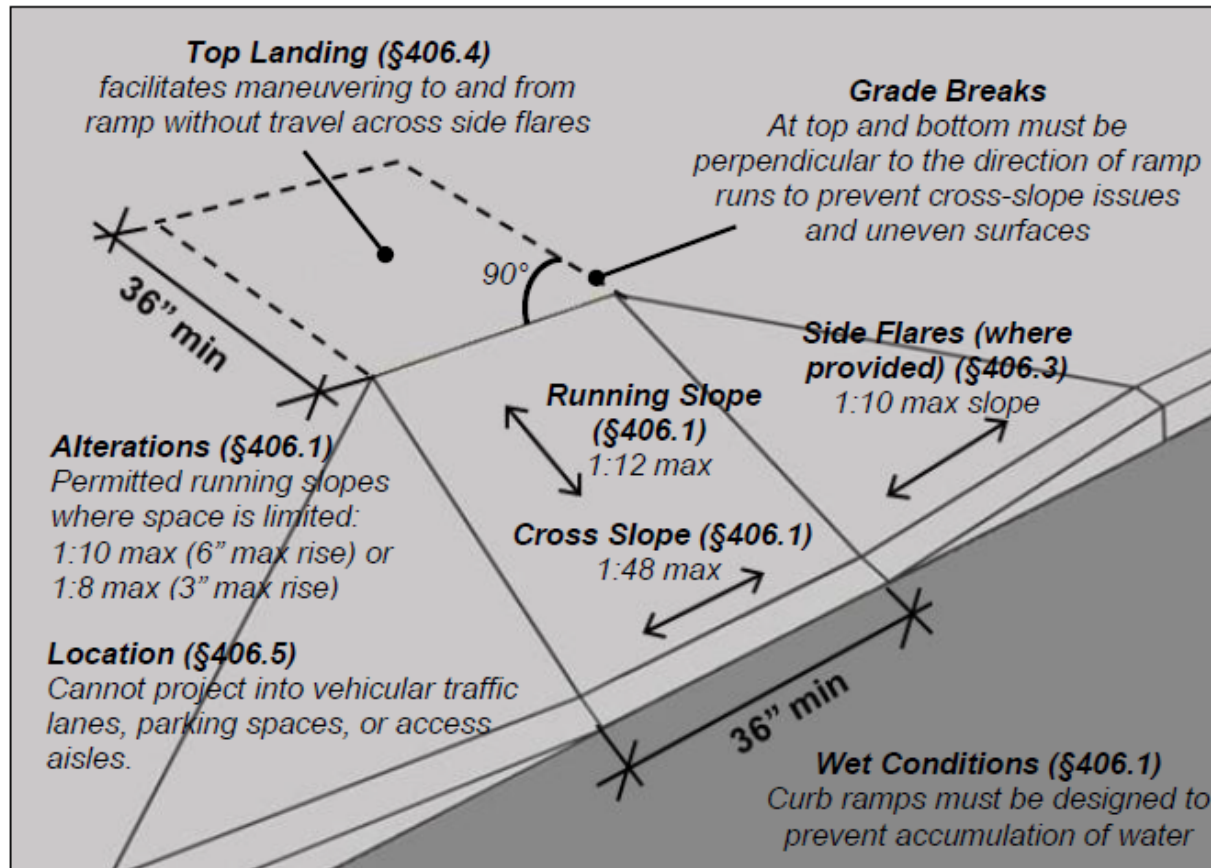 Top Landing (§406.4)
facilitates maneuvering to and from
ramp without travel across side flares
Grade Breaks
At top and bottom must be
perpendicular to the direction of ramp
runs to prevent cross-slope issues
and uneven surfaces
90°
36” min
Side Flares (where
provided) (§406.3)
1:10 max slope
Running Slope
(§406.1)
1:12 max
Alterations (§406.1)
Permitted running slopes
where space is limited:
1:10 max (6” max rise) or
1:8 max (3” max rise)
Cross Slope (§406.1)
1:48 max
Location (§406.5)
Cannot project into vehicular traffic
lanes, parking spaces, or access
aisles.
36” min
Wet Conditions (§406.1)
Curb ramps must be designed to
prevent accumulation of water